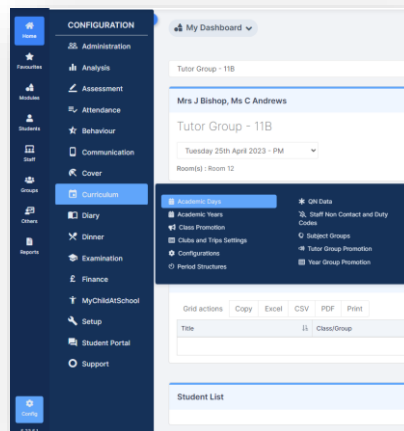 Home
Favourites
Modules
Students
Staff
Groups
Others
Reports
Config
CONFIGURATION
Administration
Analysis
Assessment
Attendance
Behaviour
Communication
Cover
Curriculum
Diary
Dinner
Examination
Finance
MyChildAtSchool
Setup
Student Portal
Support
My Dashboard
Tutor Group - 11B
Mrs J Bishop, Ms C Andrews
Tutor Group - 11B
Tuesday 25th April 2023 - PM
Room(s) : Room 12
Academic Days
Academic Years
Class Promotion
Clubs and Trips Settings
Configurations
Period Structures
QN Data
Staff Non Contact and Duty
Codes
Subject Groups
Tutor Group Promotion
Year Group Promotion
Grid actions Copy Excel CSV PDF Print
Title Class/Group
Student List